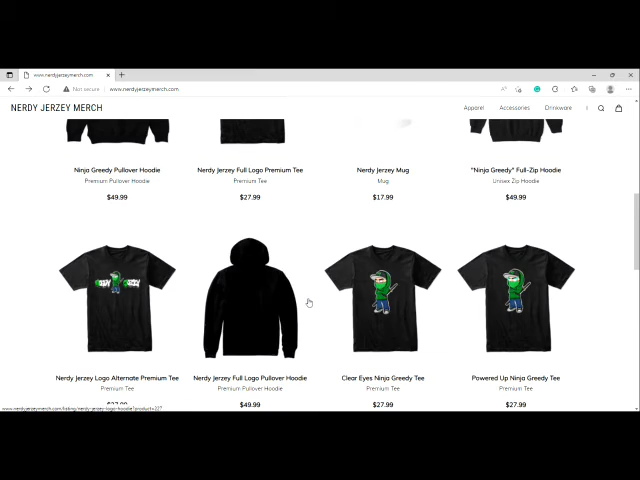 www.nerdyjerzeymerch.com
Not secure
www.nerdyjerzeymerch.com
NERDY JERZEY MERCH
Apparel
Accessories
Drinkware
Ninja Greedy Pullover Hoodie
Nerdy Jerzey Full Logo Premium Tee
Nerdy Jerzey Mug
"Ninja Greedy" Full-Zip Hoodie
Premium Pullover Hoodie
Premium Tee
Mug
Unisex Zip Hoodie
$49.99
$27.99
$17.99
$49.99
Nerdy Jerzey Logo Alternate Premium Tee
Nerdy Jerzey Full Logo Pullover Hoodie
Clear Eyes Ninja Greedy Tee
Powered Up Ninja Greedy Tee
Premium Tee
Premium Pullover Hoodie
Premium Tee
Premium Tee
$27.99
$49.99
$27.99
$27.99